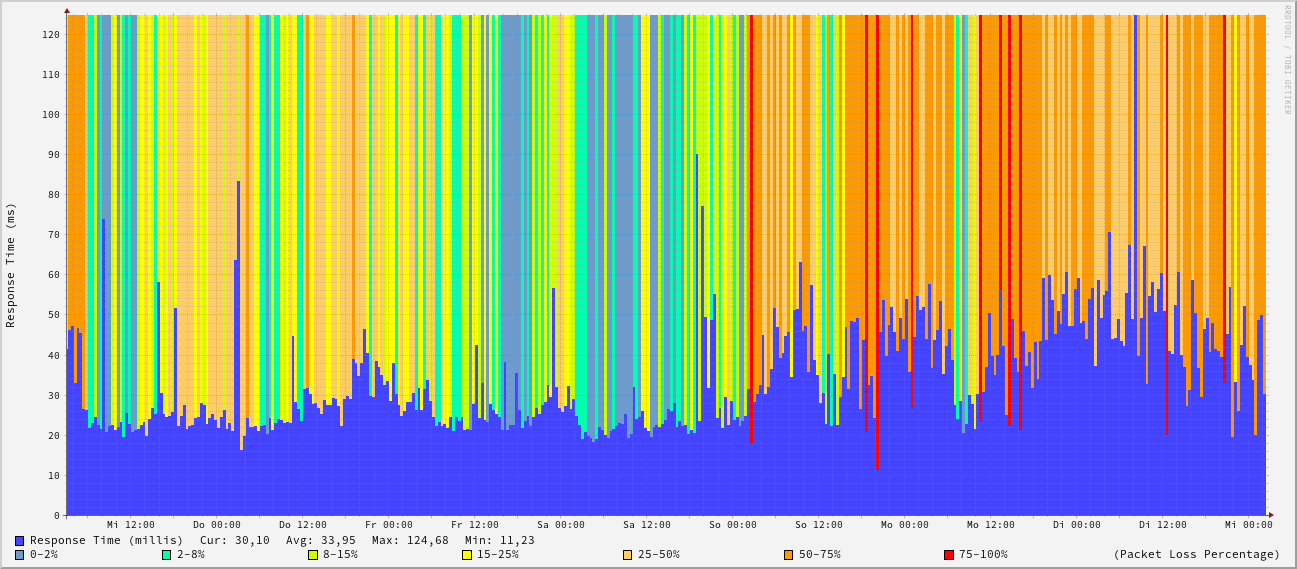 RRDTOOL / TOBI OETIKER
Response Time (ms)
120
110
100
90
80
70
60
50
40
30
20
10
0
Mi 12:00 Do 00:00 Do 12:00 Fr 00:00 Fr 12:00 Sa 00:00 Sa 12:00 So 00:00 So 12:00 Mo 00:00 Mo 12:00 Di 00:00 Di 12:00 Mi 00:00
Response Time (millis) Cur: 30,10 Avg: 33,95 Max: 124,68 Min: 11,23
0-2% 2-8% 8-15% 15-25% 25-50% 50-75% 75-100% (Packet Loss Percentage)